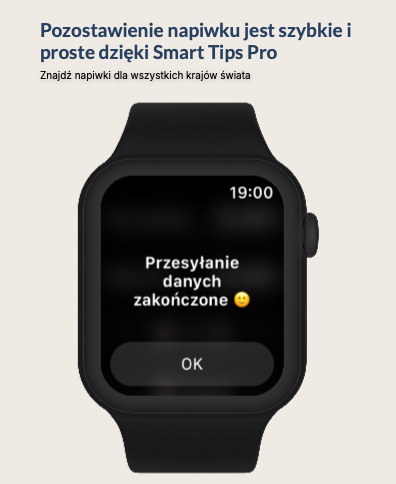 Pozostawienie napiwku jest szybkie i
proste dzięki Smart Tips Pro
Znajdź napiwki dla wszystkich krajów świata
19:00
Przesyłanie
danych
zakończone 🙂
OK